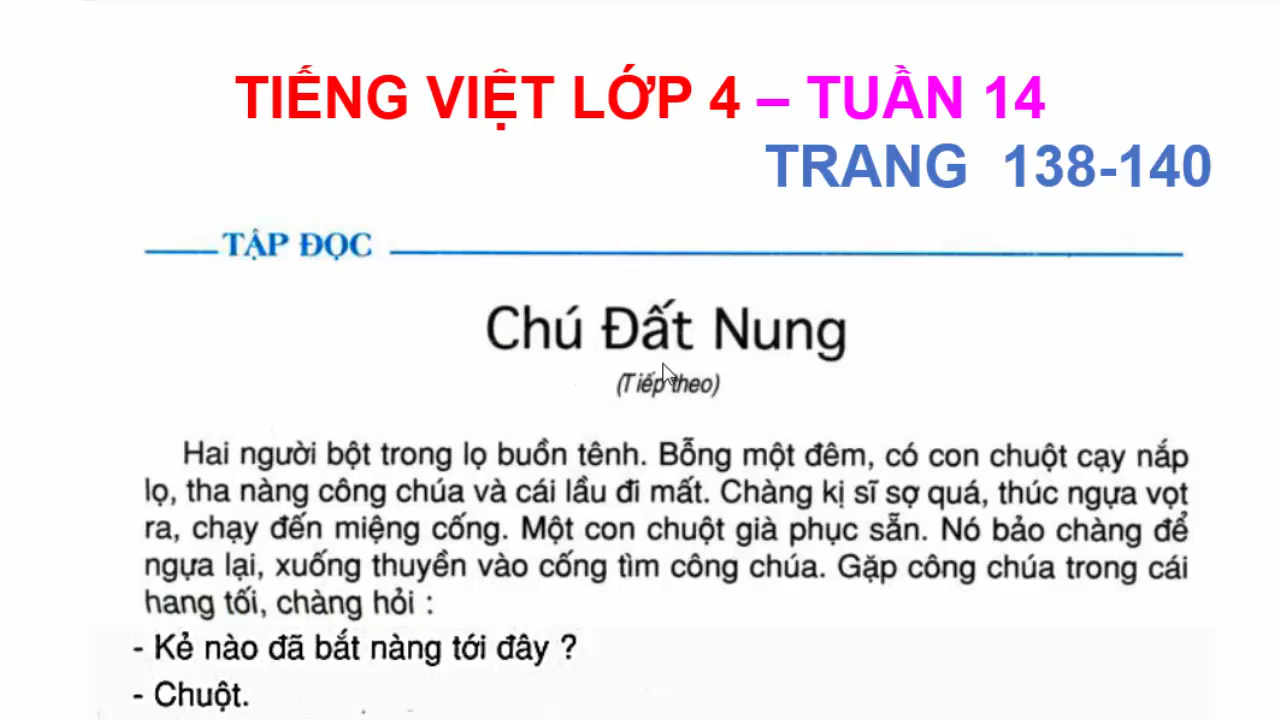 TIẾNG VIỆT LỚP 4 – TUẦN 14
TRANG 138-140
TẬP ĐỌC
Chú Đất Nung
(Tiếp theo)
Hai người bột trong lọ buồn tênh. Bỗng một đêm, có con chuột cạy nắp
lọ, tha nàng công chúa và cái lầu đi mất. Chàng kị sĩ sợ quá, thúc ngựa vọt
ra, chạy đến miệng cống. Một con chuột già phục sẵn. Nó bảo chàng để
ngựa lại, xuống thuyền vào cống tìm công chúa. Gặp công chúa trong cái
hang tối, chàng hỏi :
- Kẻ nào đã bắt nàng tới đây ?
- Chuột.